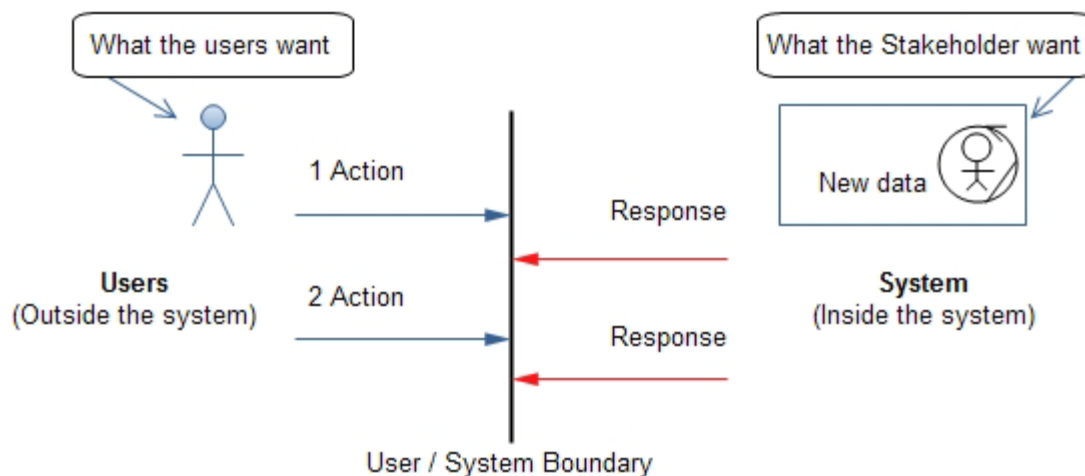 What the users want
What the Stakeholder want
1 Action
New data
Response
Users
(Outside the system)
System
(Inside the system)
2 Action
Response
User / System Boundary